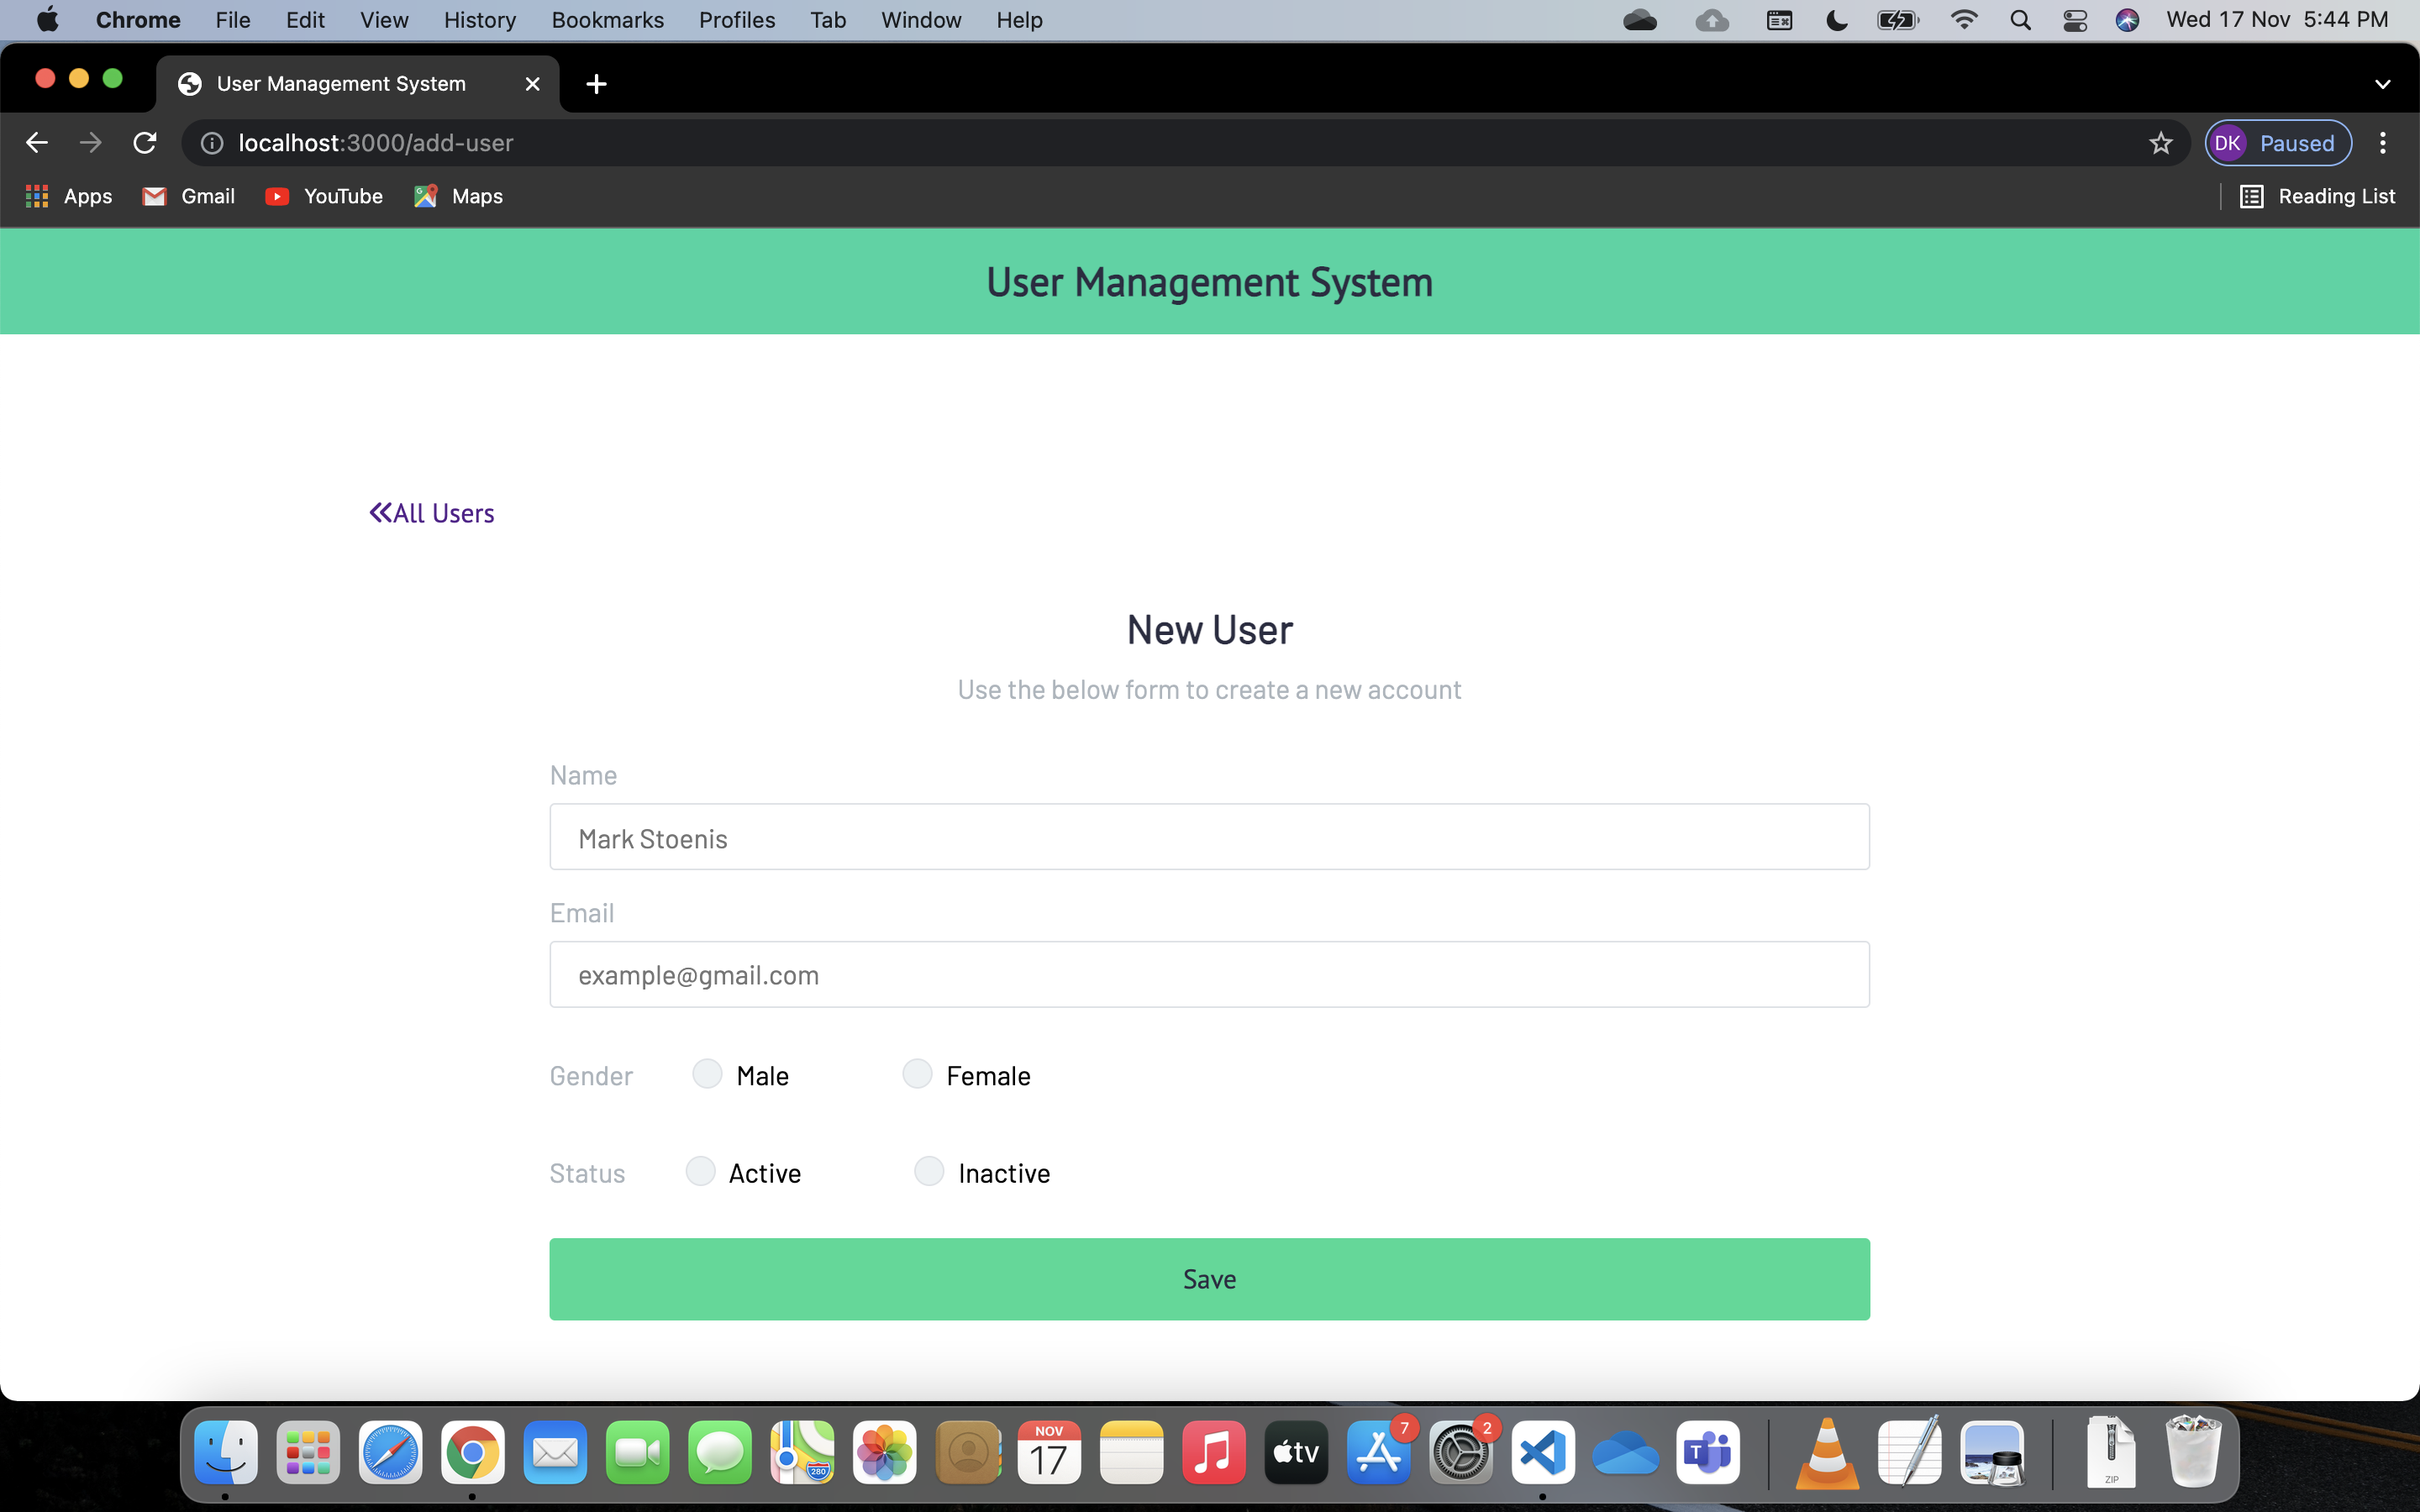 Chrome File Edit View History Bookmarks Profiles Tab Window Help Wed 17 Nov 5:44 PM
User Management System
localhost:3000/add-user DK Paused
Apps Gmail YouTube Maps Reading List
User Management System
All Users
New User
Use the below form to create a new account
Name
Mark Stoenis
Email
example@gmail.com
Gender Male Female
Status Active Inactive
Save
NOV
17
280
tv
7
2
T
ZIP